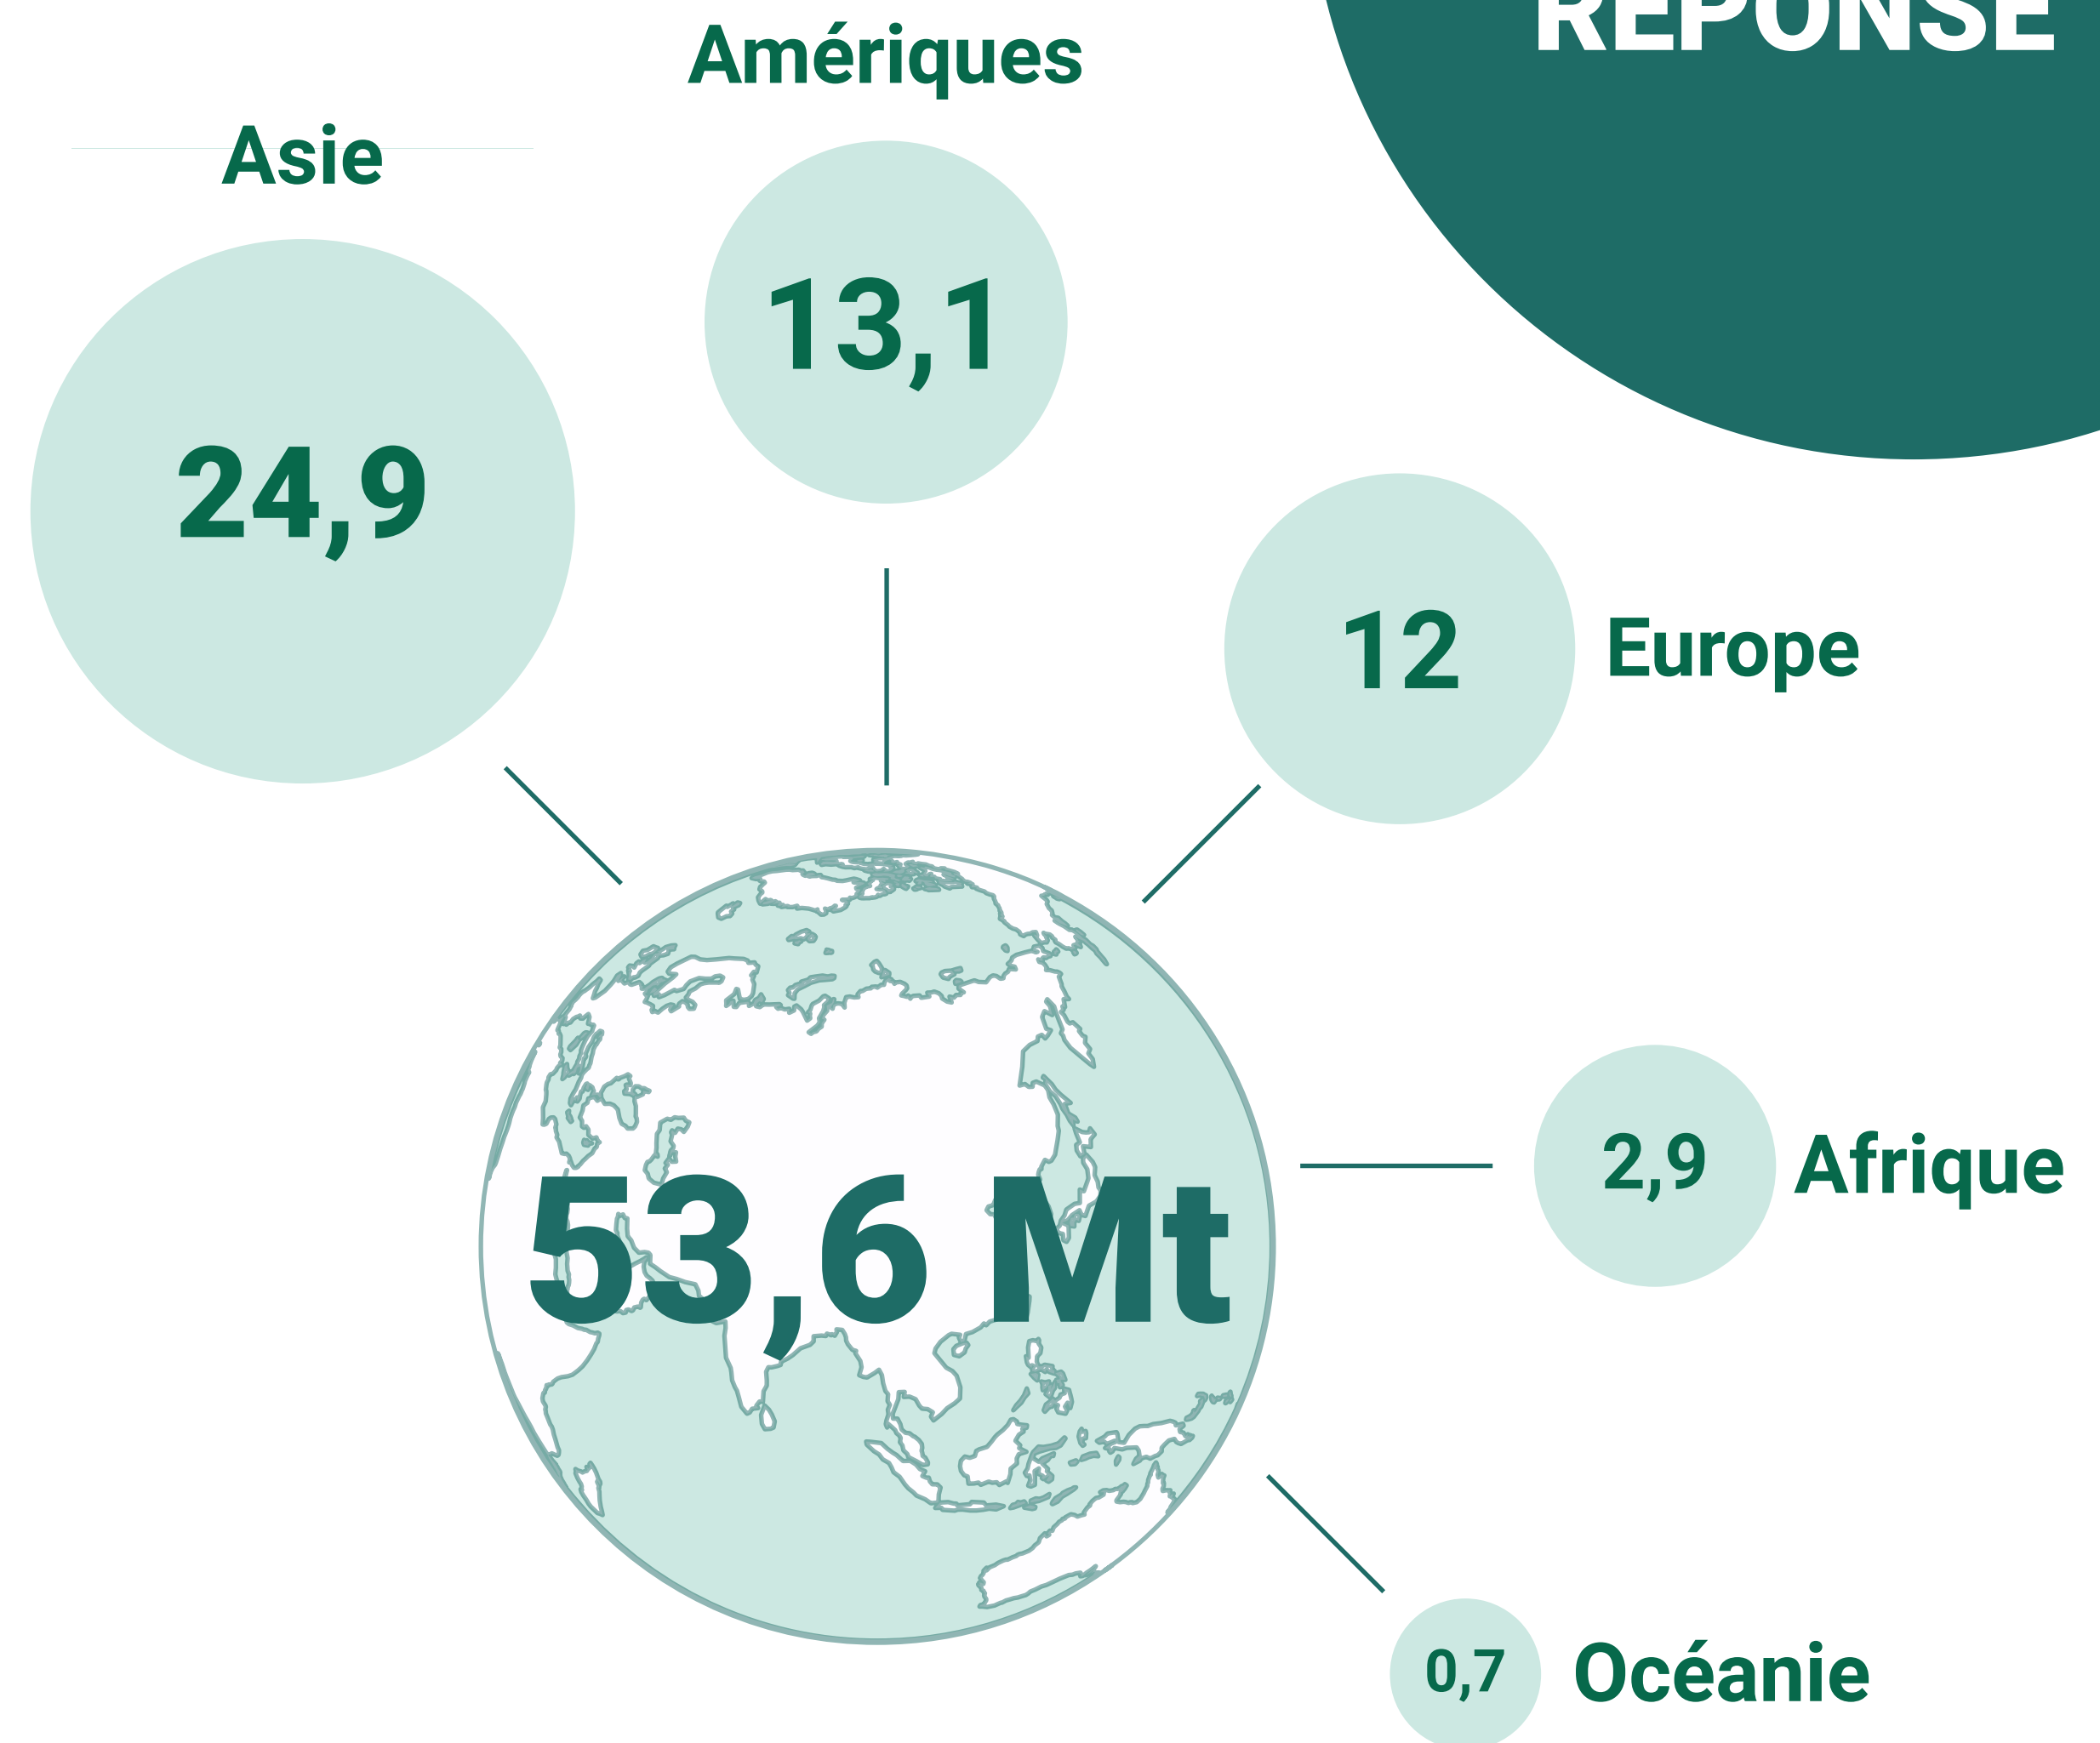 RÉPONSE
Amériques
Asie
13,1
24,9
12
Europe
2,9
Afrique
53,6 Mt
0,7
Océanie